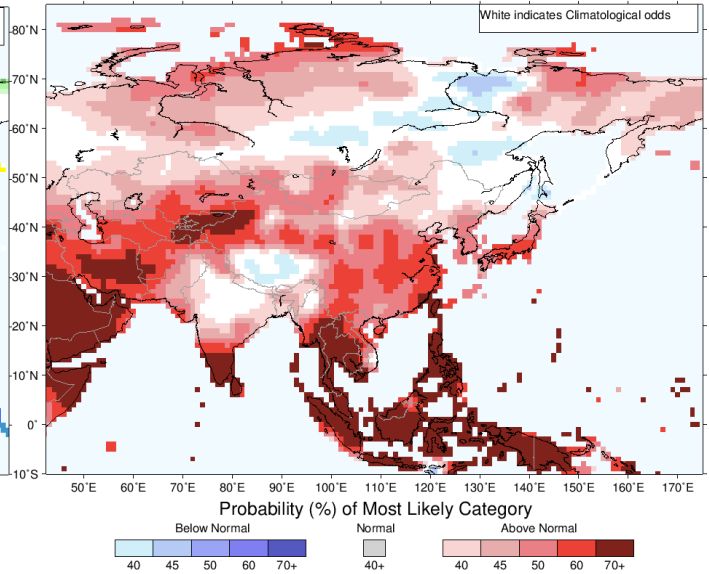 White indicates Climatological odds
80°N
70°N
60°N
50°N
40°N
30°N
20°N
10°N
0°
10°S
50°E 60°E 70°E 80°E 90°E 100°E 110°E 120°E 130°E 140°E 150°E 160°E 170°E
Probability (%) of Most Likely Category
Below Normal Normal Above Normal
40 45 50 60 70+ 40+ 40 45 50 60 70+